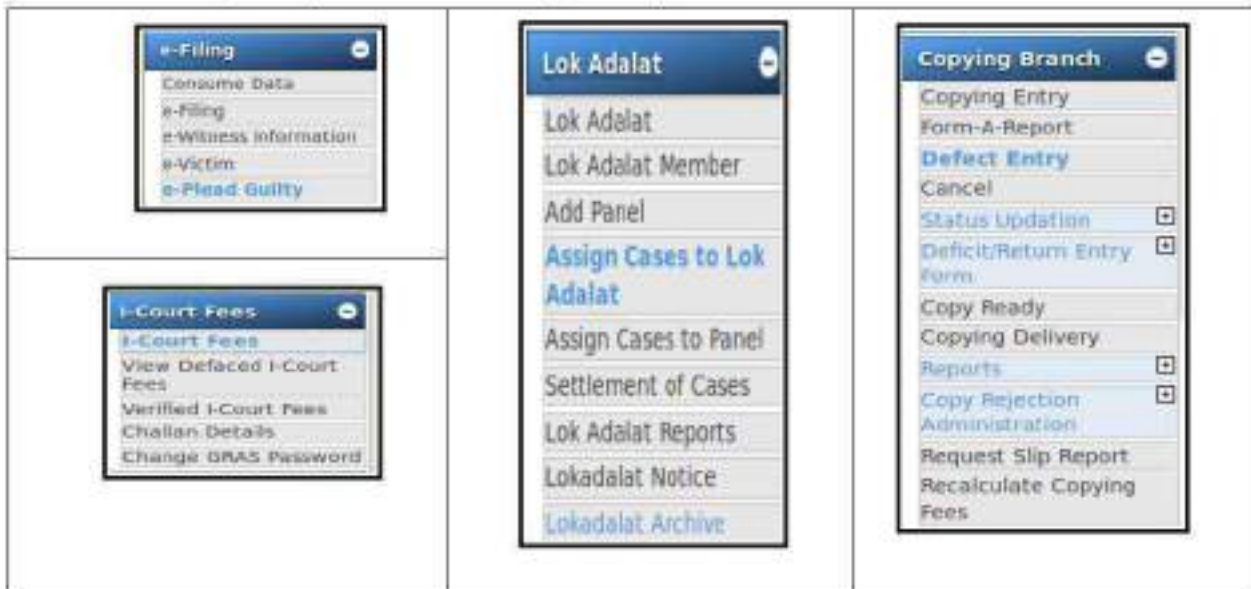 e-Filing
Consume Data
e-Filing
e-Witness Information
e-Victim
e-Plead Guilty
I-Court Fees
I-Court Fees
View Defaced I-Court
Fees
Verified I-Court Fees
Challan Details
Change GRAS Password
Lok Adalat
Lok Adalat
Lok Adalat Member
Add Panel
Assign Cases to Lok
Adalat
Assign Cases to Panel
Settlement of Cases
Lok Adalat Reports
Lokadalat Notice
Lokadalat Archive
Copying Branch
Copying Entry
Form-A-Report
Defect Entry
Cancel
Status Updation
Deficit/Return Entry
Form
Copy Ready
Copying Delivery
Reports
Copy Rejection
Administration
Request Slip Report
Recalculate Copying
Fees